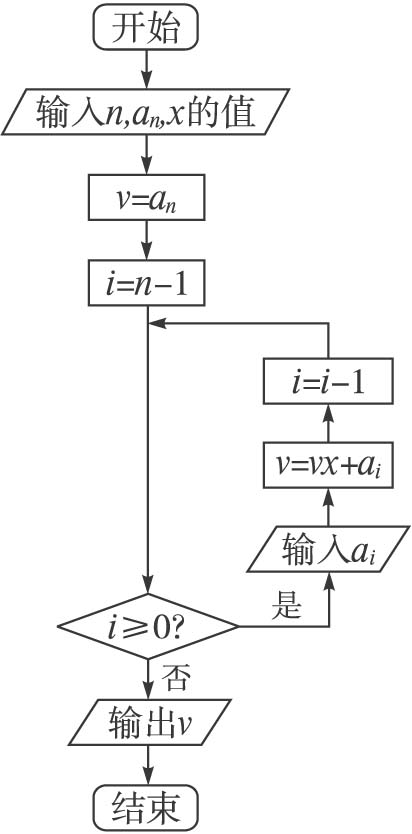 开始
输入n,aₙ,x的值
v=aₙ
i=n-1
i=i-1
v=vx+aᵢ
输入aᵢ
i≥0?
是
否
输出v
结束